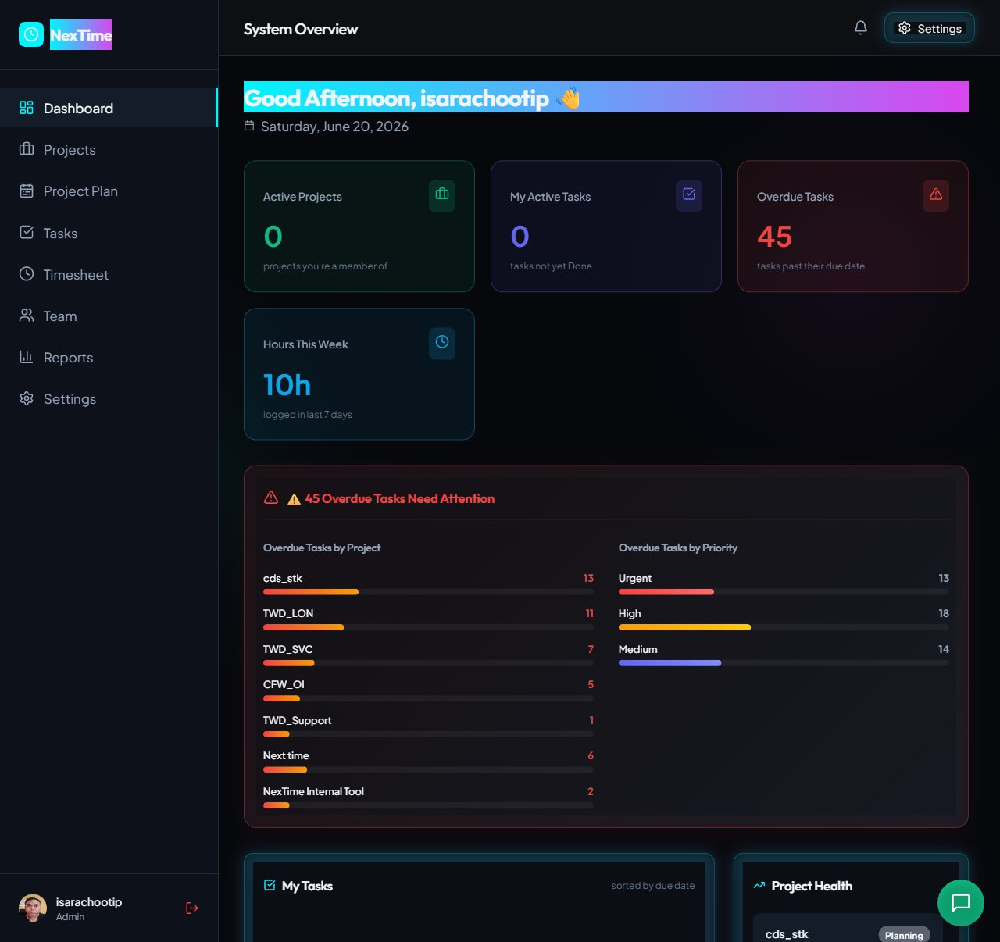 NexTime
System Overview
Settings
Good Afternoon, isarachootip 👋
Saturday, June 20, 2026
Dashboard
Projects
Project Plan
Tasks
Timesheet
Team
Reports
Settings
Active Projects
0
projects you're a member of
My Active Tasks
0
tasks not yet Done
Overdue Tasks
45
tasks past their due date
Hours This Week
10h
logged in last 7 days
⚠️ 45 Overdue Tasks Need Attention
Overdue Tasks by Project
cds_stk 13
TWD_LON 11
TWD_SVC 7
CFW_OI 5
TWD_Support 1
Next time 6
NexTime Internal Tool 2
Overdue Tasks by Priority
Urgent 13
High 18
Medium 14
My Tasks
sorted by due date
Project Health
cds_stk
Planning
isarachootip
Admin